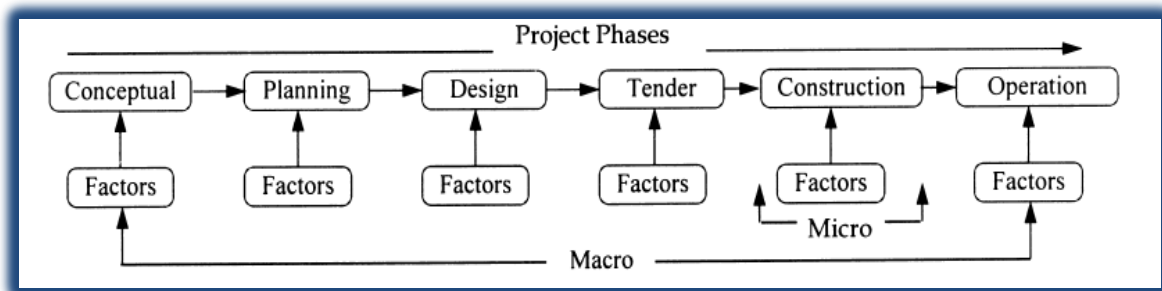 Project Phases
Conceptual Planning Design Tender Construction Operation
Factors Factors Factors Factors Factors Factors
Micro
Macro